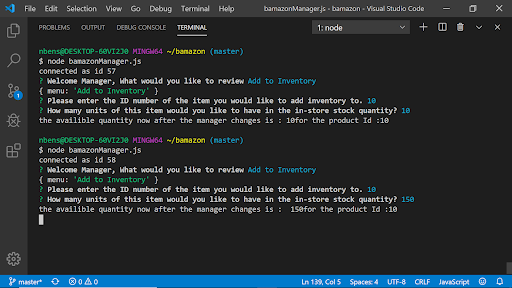 File Edit Selection View Go Debug Terminal Help bamazonManager.js - bamazon - Visual Studio Code
PROBLEMS OUTPUT DEBUG CONSOLE TERMINAL 1: node
nbens@DESKTOP-60VI2J0 MINGW64 ~/bamazon (master)
$ node bamazonManager.js
connected as id 57
? Welcome Manager, What would you like to review Add to Inventory
{ menu: 'Add to Inventory' }
? Please enter the ID number of the item you would like to add inventory to. 10
? How many units of this item would you like to have in the in-store stock quantity? 10
the availible quantity now after the manager changes is : 10for the product Id :10
nbens@DESKTOP-60VI2J0 MINGW64 ~/bamazon (master)
$ node bamazonManager.js
connected as id 58
? Welcome Manager, What would you like to review Add to Inventory
{ menu: 'Add to Inventory' }
? Please enter the ID number of the item you would like to add inventory to. 10
? How many units of this item would you like to have in the in-store stock quantity? 150
the availible quantity now after the manager changes is :  150for the product Id :10
1
master* 0 0 Ln 139, Col 5 Spaces: 4 UTF-8 CRLF JavaScript